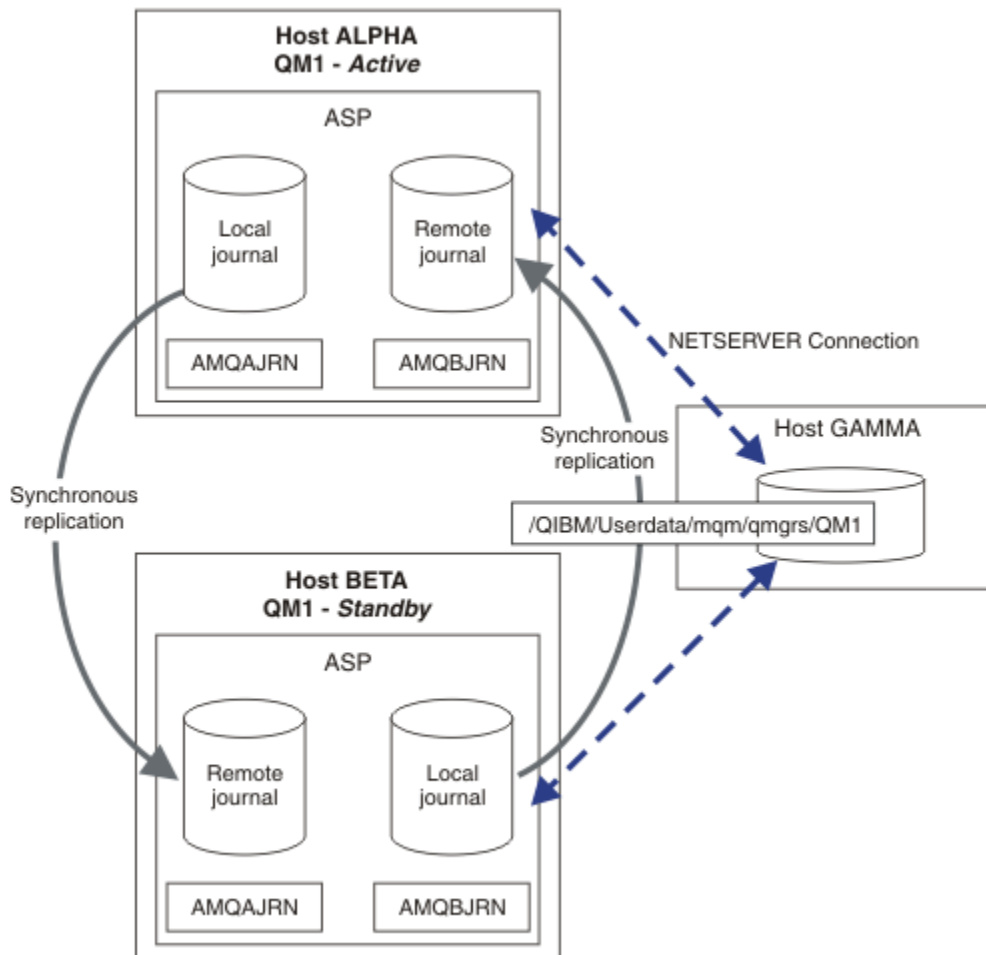 Host ALPHA
QM1 - Active
ASP
Local
journal
Remote
journal
AMQAJRN
AMQBJRN
NETSERVER Connection
Host GAMMA
/QIBM/Userdata/mqm/qmgrs/QM1
Synchronous
replication
Synchronous
replication
Host BETA
QM1 - Standby
ASP
Remote
journal
Local
journal
AMQAJRN
AMQBJRN